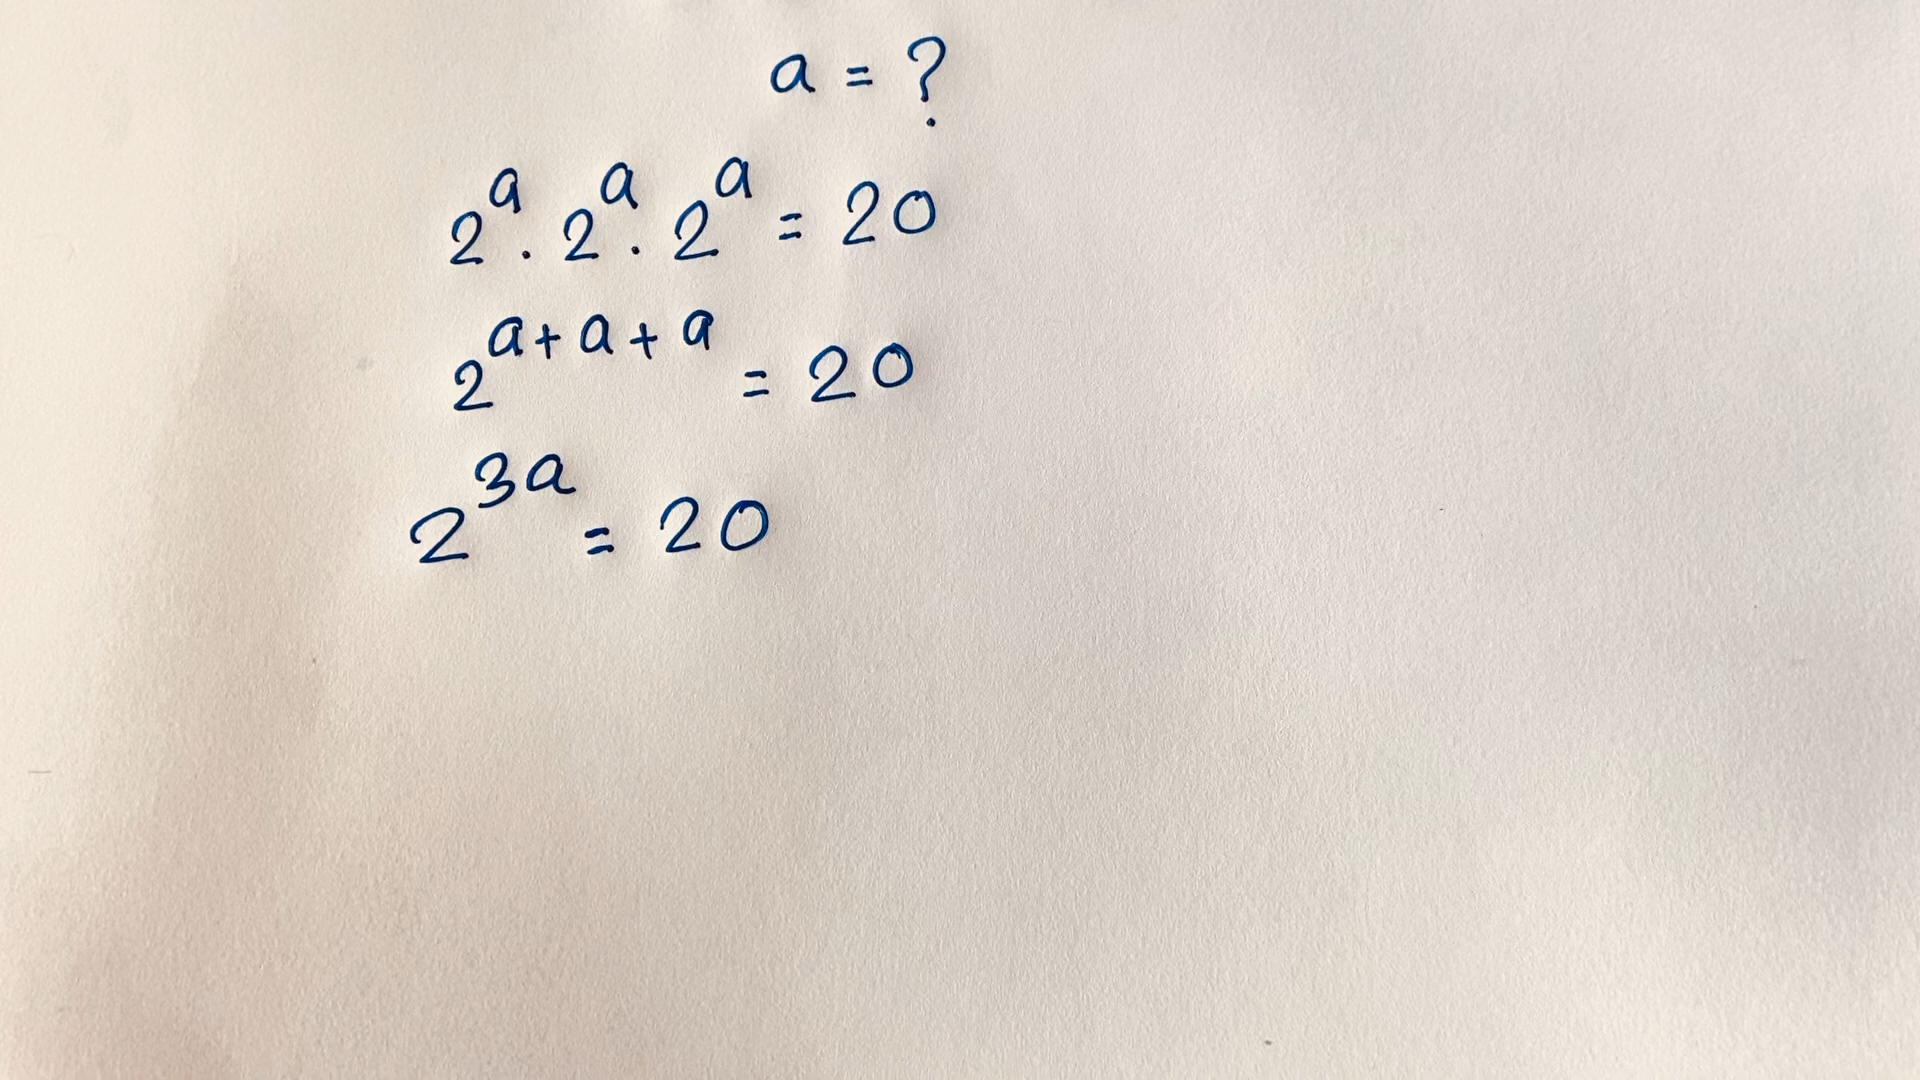 a = ?
2^a . 2^a . 2^a = 20
2^{a+a+a} = 20
2^{3a} = 20